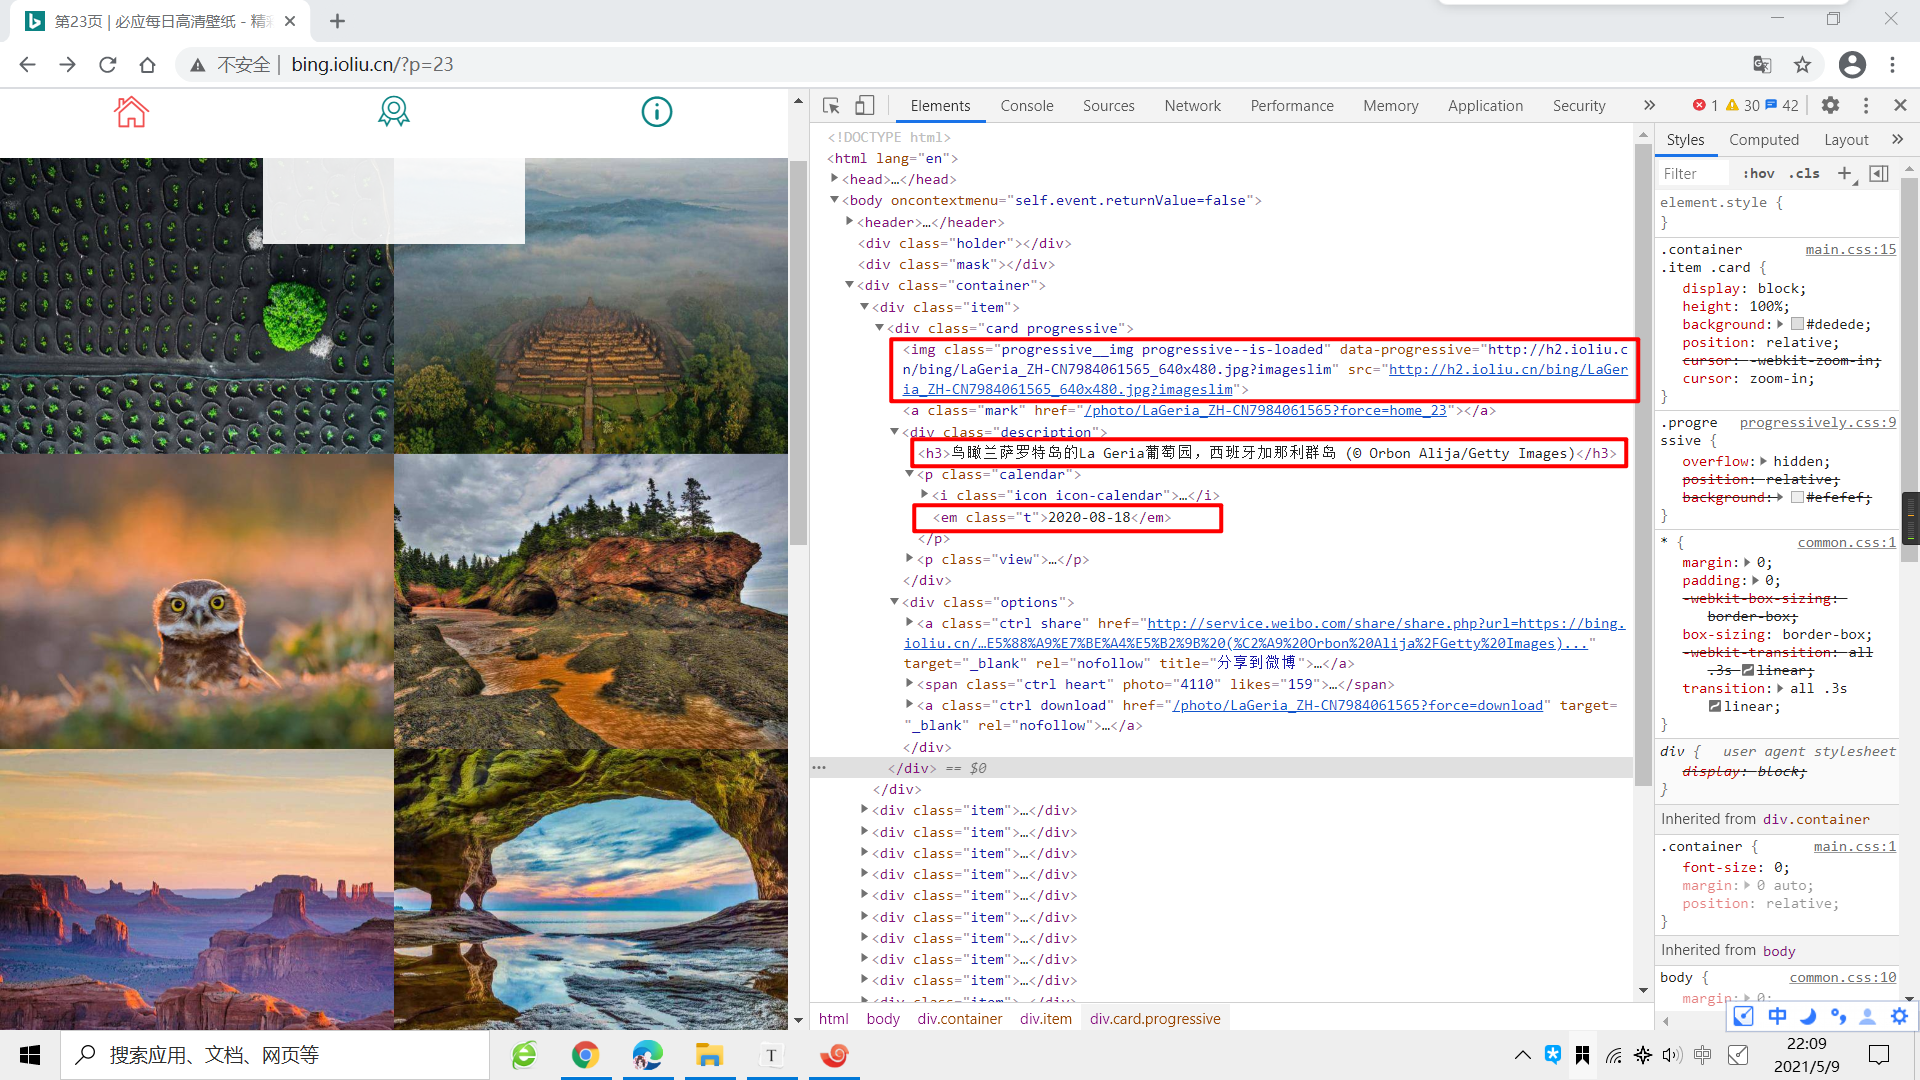 第23页 | 必应每日高清壁纸 - 精
不安全 | bing.ioliu.cn/?p=23
Elements Console Sources Network Performance Memory Application Security » 1 30 42
<!DOCTYPE html>
<html lang="en">
<head>…</head>
<body oncontextmenu="self.event.returnValue=false">
<header>…</header>
<div class="holder"></div>
<div class="mask"></div>
<div class="container">
<div class="item">
<div class="card progressive">
<img class="progressive__img progressive--is-loaded" data-progressive="http://h2.ioliu.c
n/bing/LaGeria_ZH-CN7984061565_640x480.jpg?imageslim" src="http://h2.ioliu.cn/bing/LaGer
ia_ZH-CN7984061565_640x480.jpg?imageslim">
<a class="mark" href="/photo/LaGeria_ZH-CN7984061565?force=home_23"></a>
<div class="description">
<h3>鸟瞰兰萨罗特岛的La Geria葡萄园，西班牙加那利群岛 (© Orbon Alija/Getty Images)</h3>
<p class="calendar">
<i class="icon icon-calendar">…</i>
<em class="t">2020-08-18</em>
</p>
<p class="view">…</p>
</div>
<div class="options">
<a class="ctrl share" href="http://service.weibo.com/share/share.php?url=https://bing.
ioliu.cn/…E5%88%A9%E7%BE%A4%E5%B2%9B%20(%C2%A9%20Orbon%20Alija%2FGetty%20Images)..."
target="_blank" rel="nofollow" title="分享到微博">…</a>
<span class="ctrl heart" photo="4110" likes="159">…</span>
<a class="ctrl download" href="/photo/LaGeria_ZH-CN7984061565?force=download" target=
"_blank" rel="nofollow">…</a>
</div>
</div> == $0
</div>
<div class="item">…</div>
<div class="item">…</div>
<div class="item">…</div>
<div class="item">…</div>
<div class="item">…</div>
<div class="item">…</div>
<div class="item">…</div>
<div class="item">…</div>
<div class="item">…</div>
<div class="item">…</div>
html body div.container div.item div.card.progressive
Styles Computed Layout »
Filter :hov .cls +
element.style {
}
.container main.css:15
.item .card {
display: block;
height: 100%;
background: #dedede;
position: relative;
cursor: -webkit-zoom-in;
cursor: zoom-in;
}
.progre progressively.css:9
ssive {
overflow: hidden;
position: relative;
background: #efefef;
}
* { common.css:1
margin: 0;
padding: 0;
-webkit-box-sizing:
border-box;
box-sizing: border-box;
-webkit-transition: all
.3s linear;
transition: all .3s
linear;
}
div { user agent stylesheet
display: block;
}
Inherited from div.container
.container { main.css:1
font-size: 0;
margin: 0 auto;
position: relative;
}
Inherited from body
body { common.css:10
margin: 0;
中
搜索应用、文档、网页等
T
中
22:09
2021/5/9